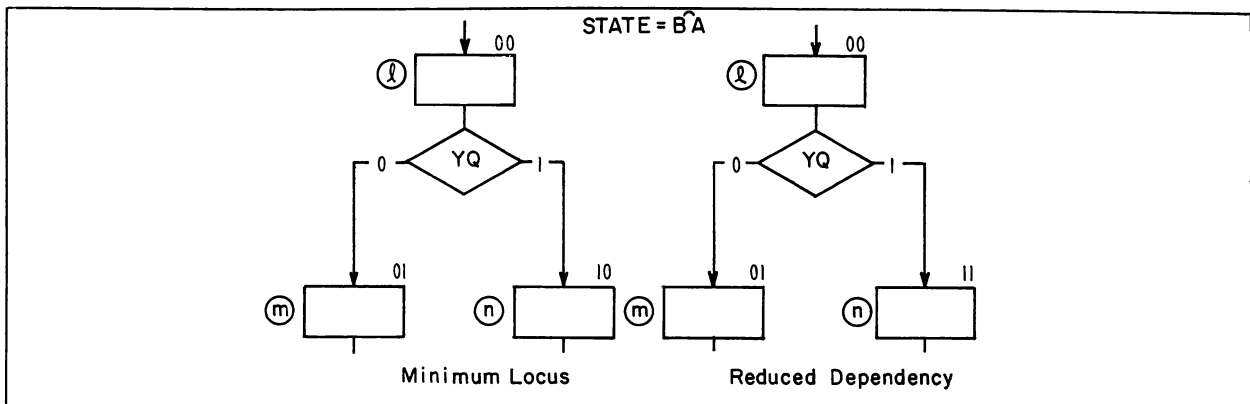 STATE = B͡A
00 00
ℓ ℓ
YQ YQ
0 1 0 1
01 10 01 11
m n m n
Minimum Locus Reduced Dependency